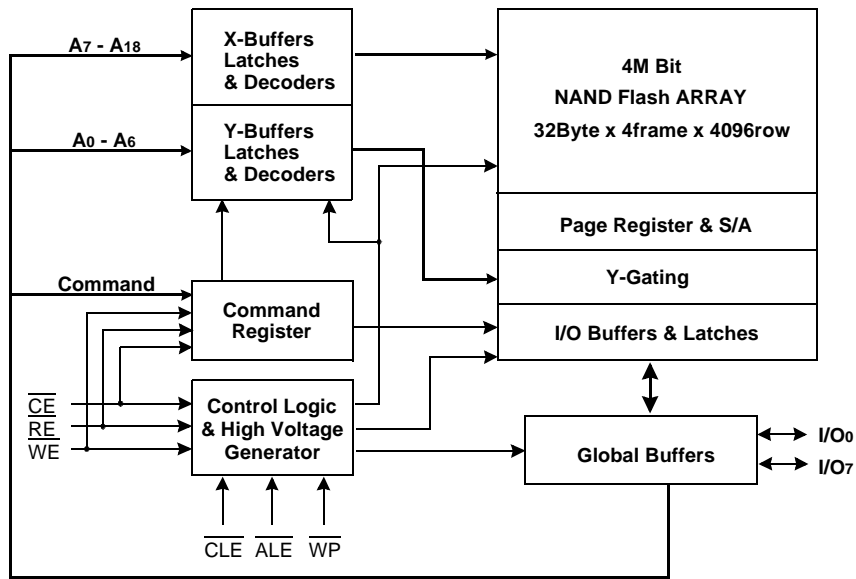 A7 - A18
X-Buffers
Latches
& Decoders
A0 - A6
Y-Buffers
Latches
& Decoders
4M Bit
NAND Flash ARRAY
32Byte x 4frame x 4096row
Page Register & S/A
Y-Gating
I/O Buffers & Latches
Command
Command
Register
CE
RE
WE
Control Logic
& High Voltage
Generator
CLE
ALE
WP
Global Buffers
I/O0
I/O7